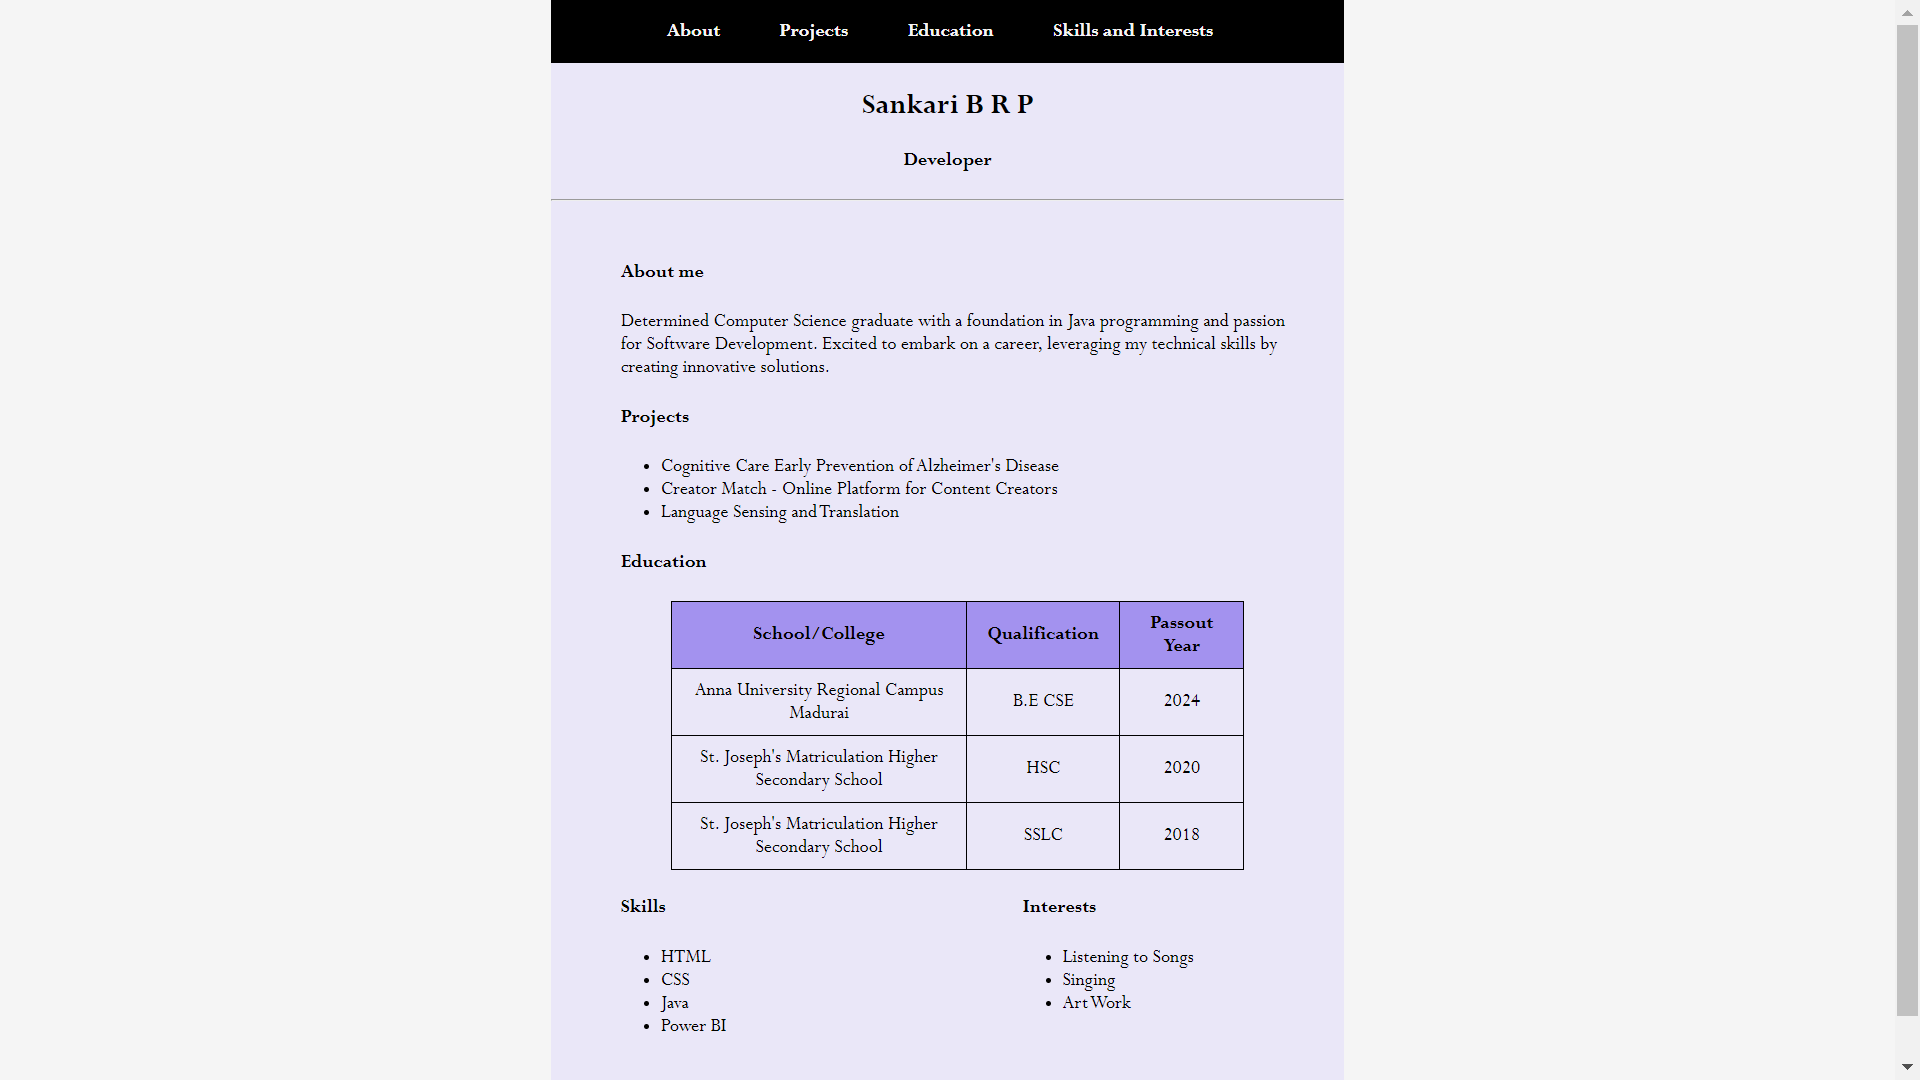 About Projects Education Skills and Interests
Sankari B R P
Developer
About me
Determined Computer Science graduate with a foundation in Java programming and passion
for Software Development. Excited to embark on a career, leveraging my technical skills by
creating innovative solutions.
Projects
Cognitive Care Early Prevention of Alzheimer's Disease
Creator Match - Online Platform for Content Creators
Language Sensing and Translation
Education
School/College Qualification Passout Year
Anna University Regional Campus Madurai B.E CSE 2024
St. Joseph's Matriculation Higher Secondary School HSC 2020
St. Joseph's Matriculation Higher Secondary School SSLC 2018
Skills
HTML
CSS
Java
Power BI
Interests
Listening to Songs
Singing
Art Work